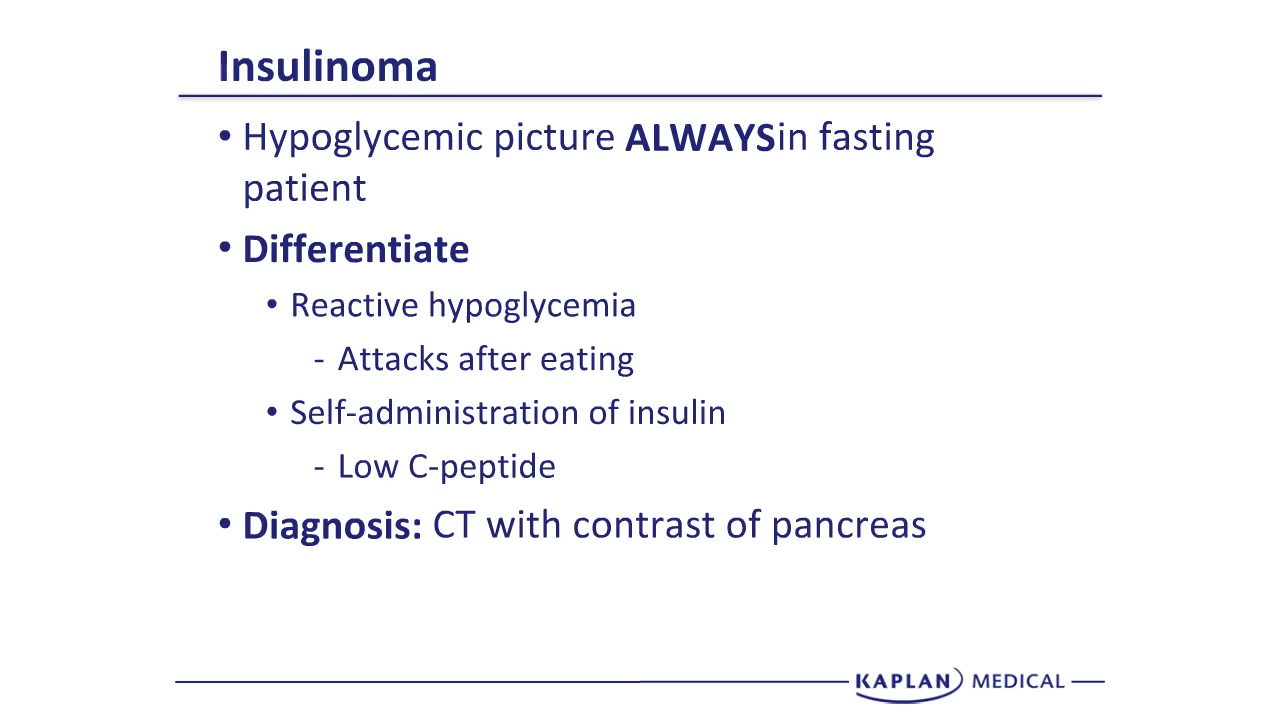 Insulinoma
• Hypoglycemic picture ALWAYSin fasting
patient
• Differentiate
• Reactive hypoglycemia
- Attacks after eating
• Self-administration of insulin
- Low C-peptide
• Diagnosis: CT with contrast of pancreas
KAPLAN MEDICAL